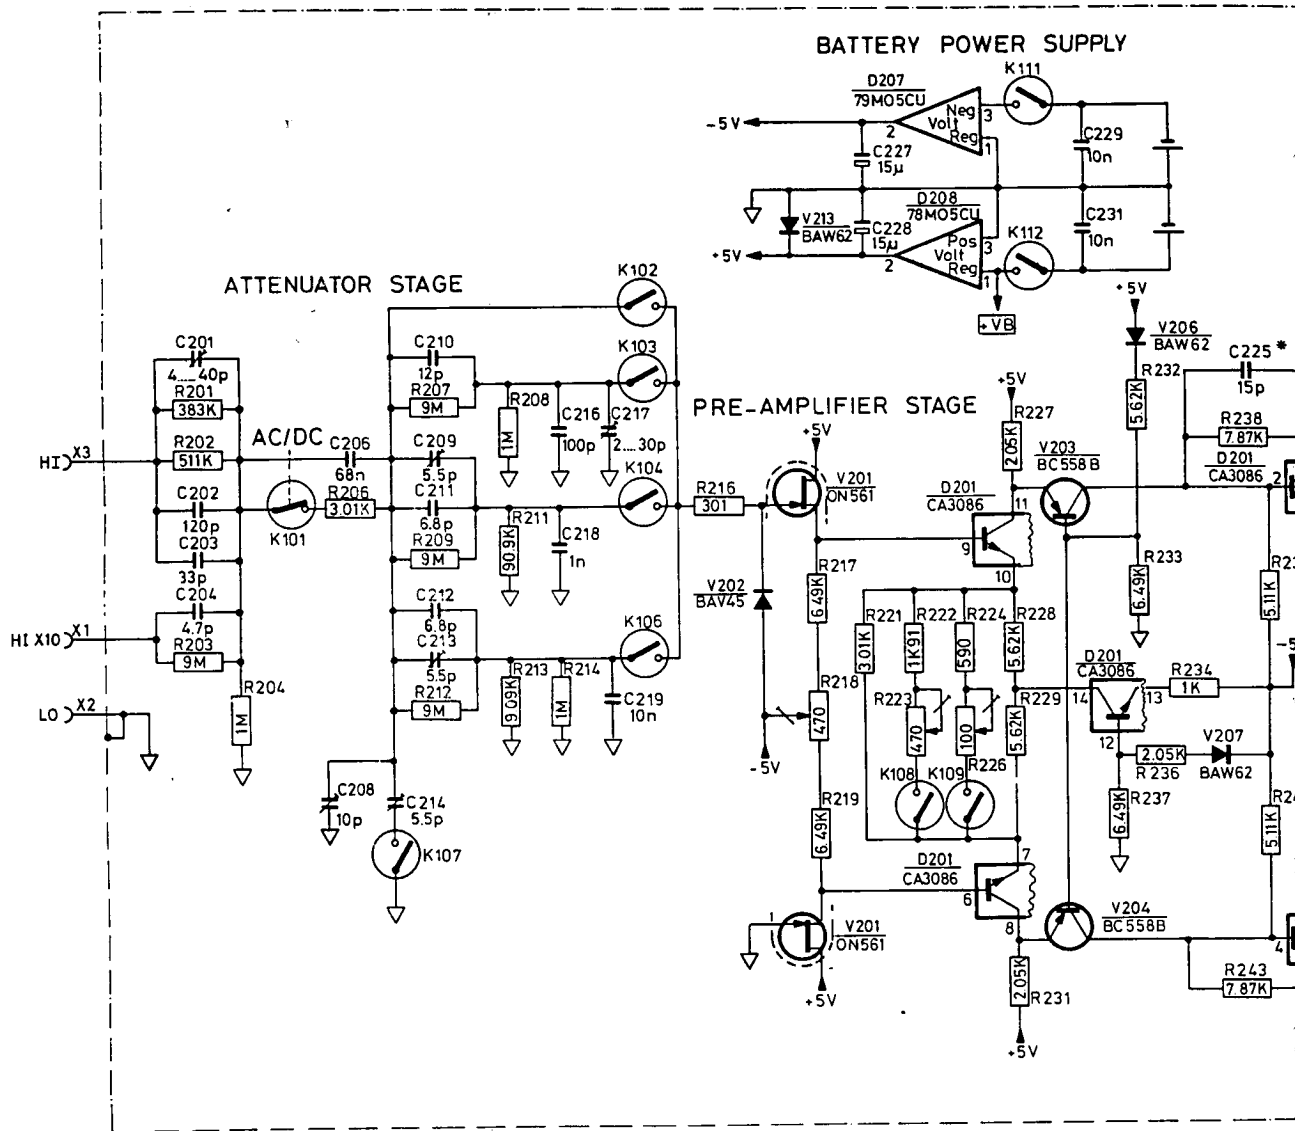 BATTERY POWER SUPPLY
D207
79M05CU
K111
-5V
Neg
Volt
Reg
2
3
1
C227
15µ
C229
10n
D208
78M05CU
V213
BAW62
C228
15µ
C231
10n
K112
+5V
Pos
Volt
Reg
2
3
1
+VB
ATTENUATOR STAGE
K102
C201
4....40p
R201
383K
R202
511K
AC/DC
HI
X3
C202
120p
K101
C203
33p
C204
4.7p
HI X10
X1
R203
9M
R204
1M
LO
X2
C206
68n
R206
3.01K
C210
12p
R207
9M
C209
5.5p
C211
6.8p
R209
9M
C212
6.8p
C213
5.5p
R212
9M
C208
10p
C214
5.5p
K107
K103
R208
1M
C216
100p
C217
2....30p
K104
R211
90.9K
C218
1n
K106
R213
9.09K
R214
1M
C219
10n
PRE-AMPLIFIER STAGE
+5V
R216
301
V201
ON561
V202
BAV45
R217
6.49K
R218
470
-5V
R219
6.49K
V201
ON561
+5V
+5V
R227
2.05K
D201
CA3086
11
9
10
R221
3.01K
R222
1K91
R224
590
R228
5.62K
R223
470
100
R229
5.62K
K108
K109
R226
D201
CA3086
7
6
8
2.05K
R231
+5V
V203
BC558B
+5V
V206
BAW62
R232
5.62K
C225 *
15p
R238
7.87K
D201
CA3086
2
R233
6.49K
5.11K
D201
CA3086
R234
1K
14
13
12
2.05K
R236
V207
BAW62
R237
6.49K
5.11K
V204
BC558B
4
R243
7.87K